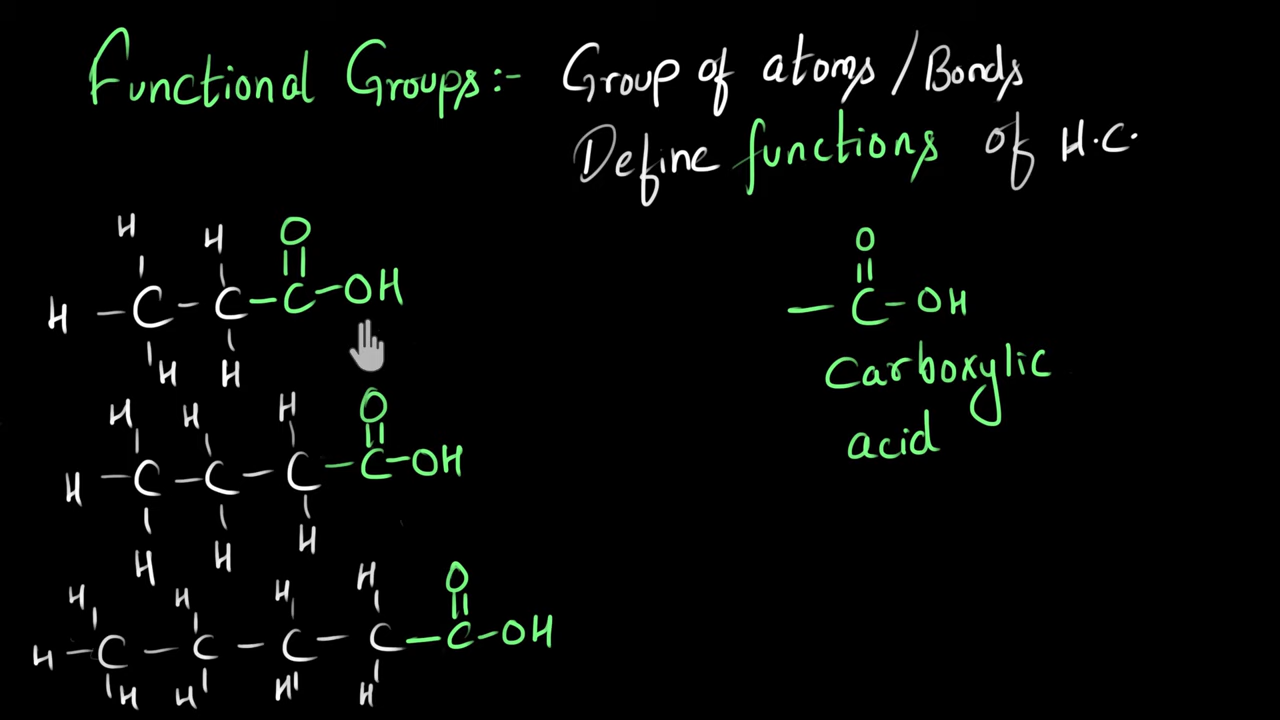 Functional Groups:- Group of atoms / Bonds
Define functions of H.C.
H H O
H - C - C - C - OH
H H
O
- C - OH
Carboxylic
acid
H H H O
H - C - C - C - C - OH
H H H
H H H H O
H - C - C - C - C - C - OH
H H H H